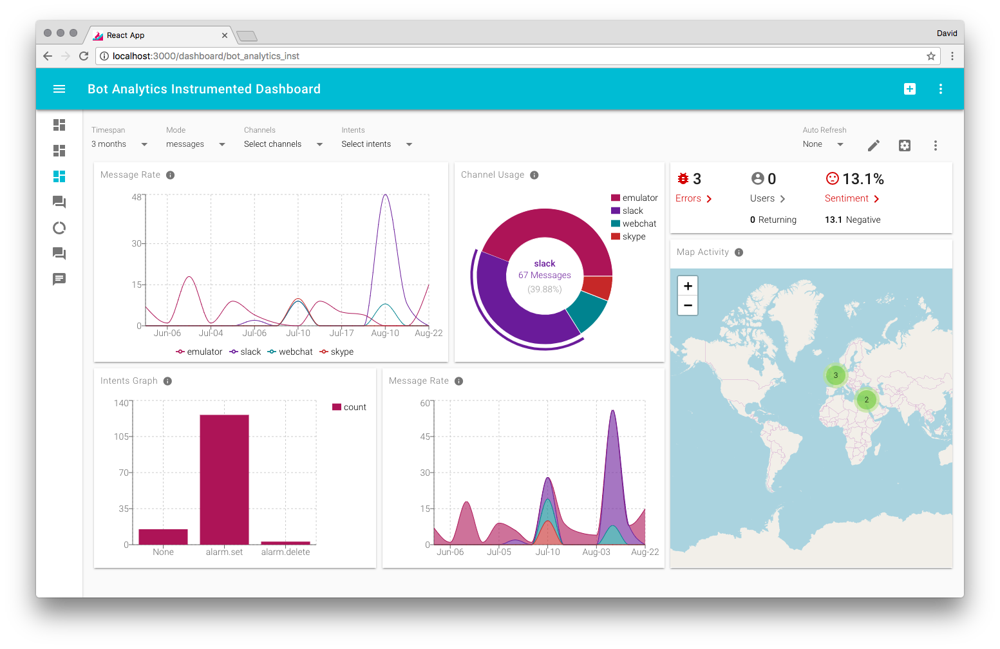 React App
David
localhost:3000/dashboard/bot_analytics_inst
Bot Analytics Instrumented Dashboard
Timespan
3 months
Mode
messages
Channels
Select channels
Intents
Select intents
Auto Refresh
None
Message Rate
48
30
15
0
Jun-06 Jul-04 Jul-06 Jul-10 Jul-17 Aug-10 Aug-22
emulator slack webchat skype
Channel Usage
emulator
slack
webchat
skype
slack
67 Messages
(39.88%)
3
Errors
0
Users
0 Returning
13.1%
Sentiment
13.1 Negative
Map Activity
+
−
3
2
Intents Graph
140
105
70
35
0
None alarm.set alarm.delete
count
Message Rate
60
45
30
15
0
Jun-06 Jul-05 Jul-10 Aug-03 Aug-22